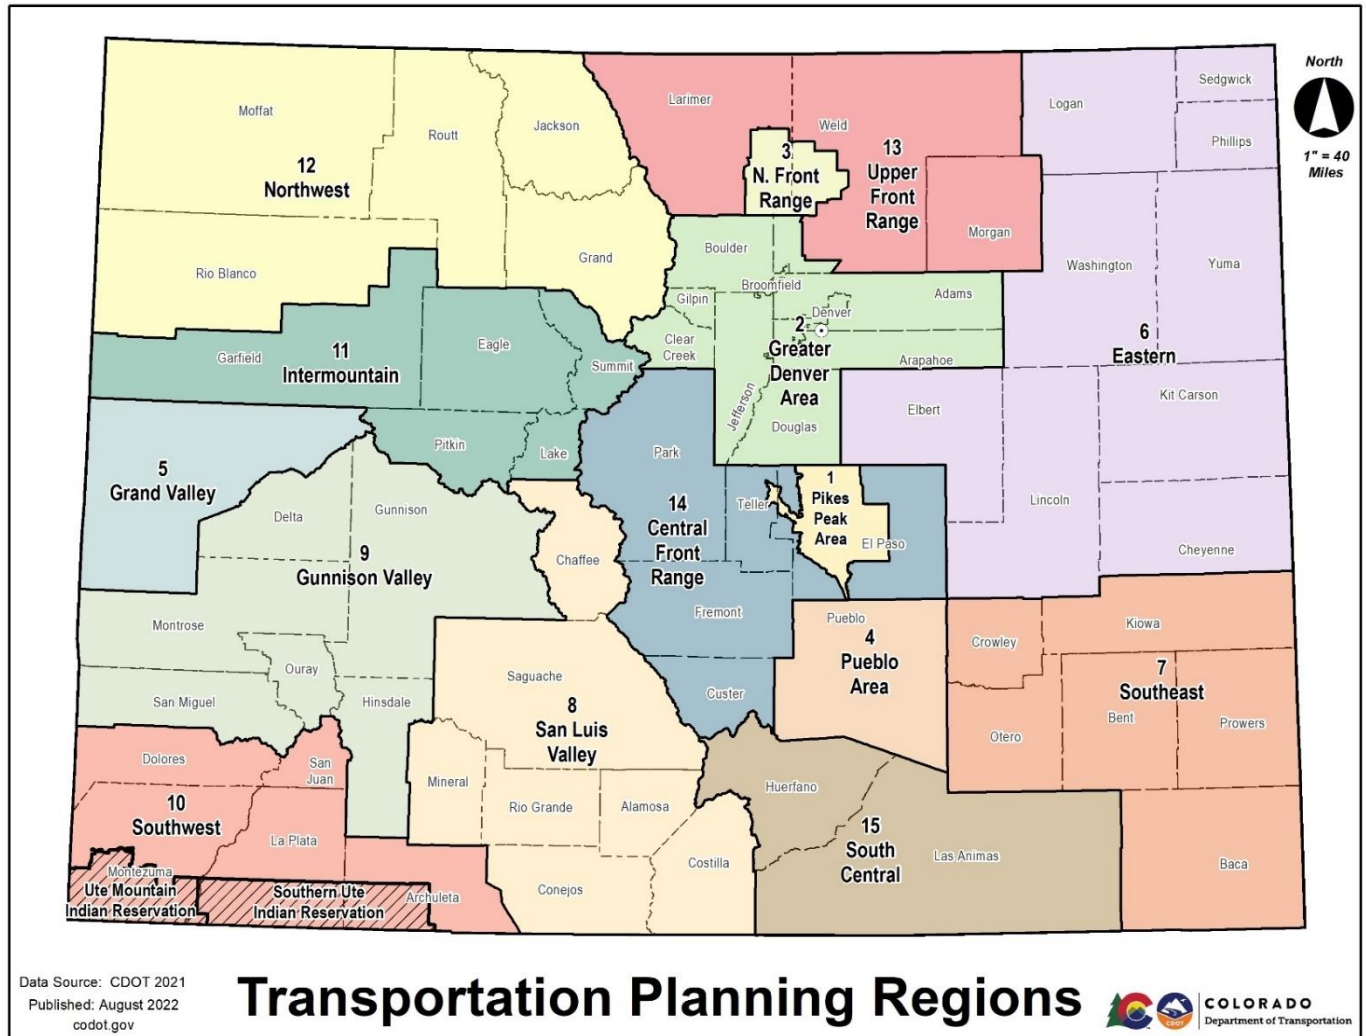 North
1" = 40
Miles
Moffat
Routt
Jackson
Larimer
Weld
Logan
Sedgwick
Phillips
12
Northwest
3
N. Front
Range
13
Upper
Front
Range
Morgan
Washington
Yuma
Rio Blanco
Grand
Boulder
Broomfield
Gilpin
Adams
Denver
Clear
Creek
2
Greater
Denver
Area
Arapahoe
6
Eastern
Garfield
11
Intermountain
Eagle
Summit
Jefferson
Douglas
Elbert
Kit Carson
Pitkin
Lake
Park
5
Grand Valley
Delta
Gunnison
14
Central
Front
Range
Teller
1
Pikes
Peak
Area
El Paso
Lincoln
Cheyenne
9
Gunnison Valley
Chaffee
Fremont
Montrose
Ouray
San Miguel
Hinsdale
Saguache
8
San Luis
Valley
Custer
Pueblo
4
Pueblo
Area
Crowley
Kiowa
7
Southeast
Otero
Bent
Prowers
Dolores
San
Juan
Mineral
Rio Grande
Alamosa
Huerfano
10
Southwest
La Plata
15
South
Central
Las Animas
Baca
Montezuma
Ute Mountain
Indian Reservation
Southern Ute
Indian Reservation
Archuleta
Conejos
Costilla
Data Source: CDOT 2021
Published: August 2022
codot.gov
Transportation Planning Regions
CDOT
COLORADO
Department of Transportation